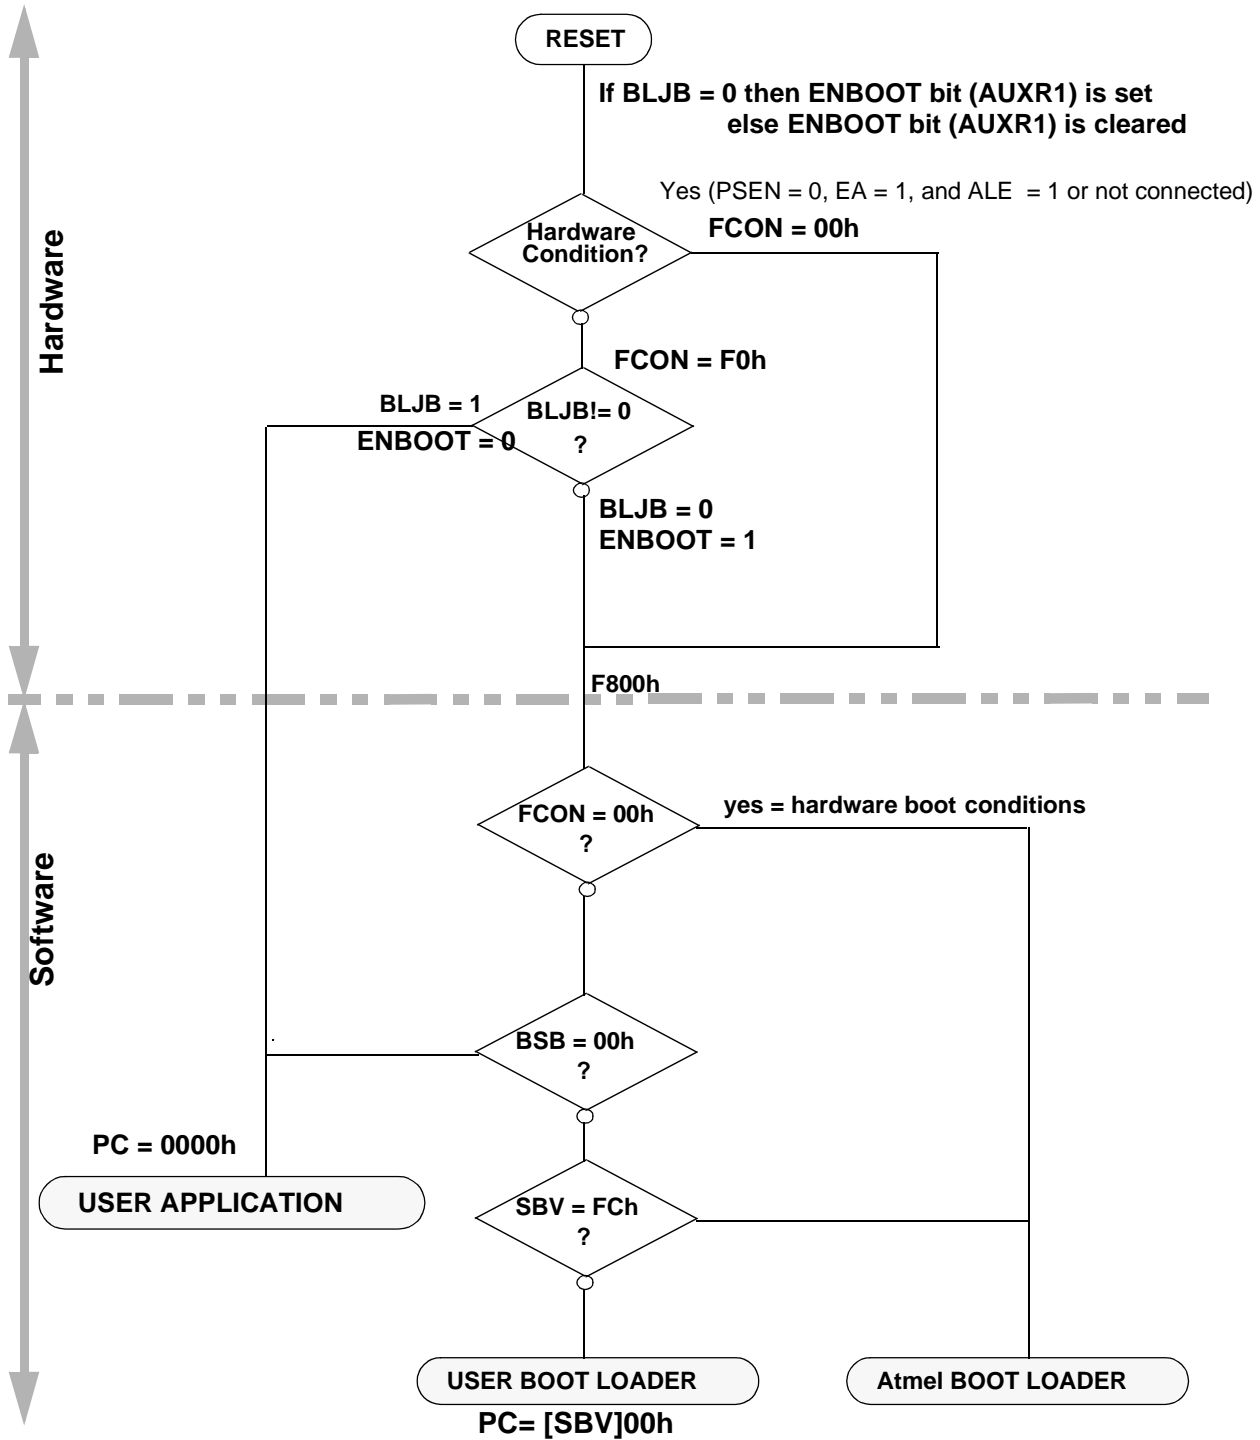 RESET
If BLJB = 0 then ENBOOT bit (AUXR1) is set
else ENBOOT bit (AUXR1) is cleared
Yes (PSEN = 0, EA = 1, and ALE = 1 or not connected)
FCON = 00h
Hardware
Condition?
Hardware
FCON = F0h
BLJB = 1
ENBOOT = 0
BLJB!= 0
?
BLJB = 0
ENBOOT = 1
F800h
FCON = 00h
?
yes = hardware boot conditions
Software
BSB = 00h
?
PC = 0000h
USER APPLICATION
SBV = FCh
?
USER BOOT LOADER
PC= [SBV]00h
Atmel BOOT LOADER